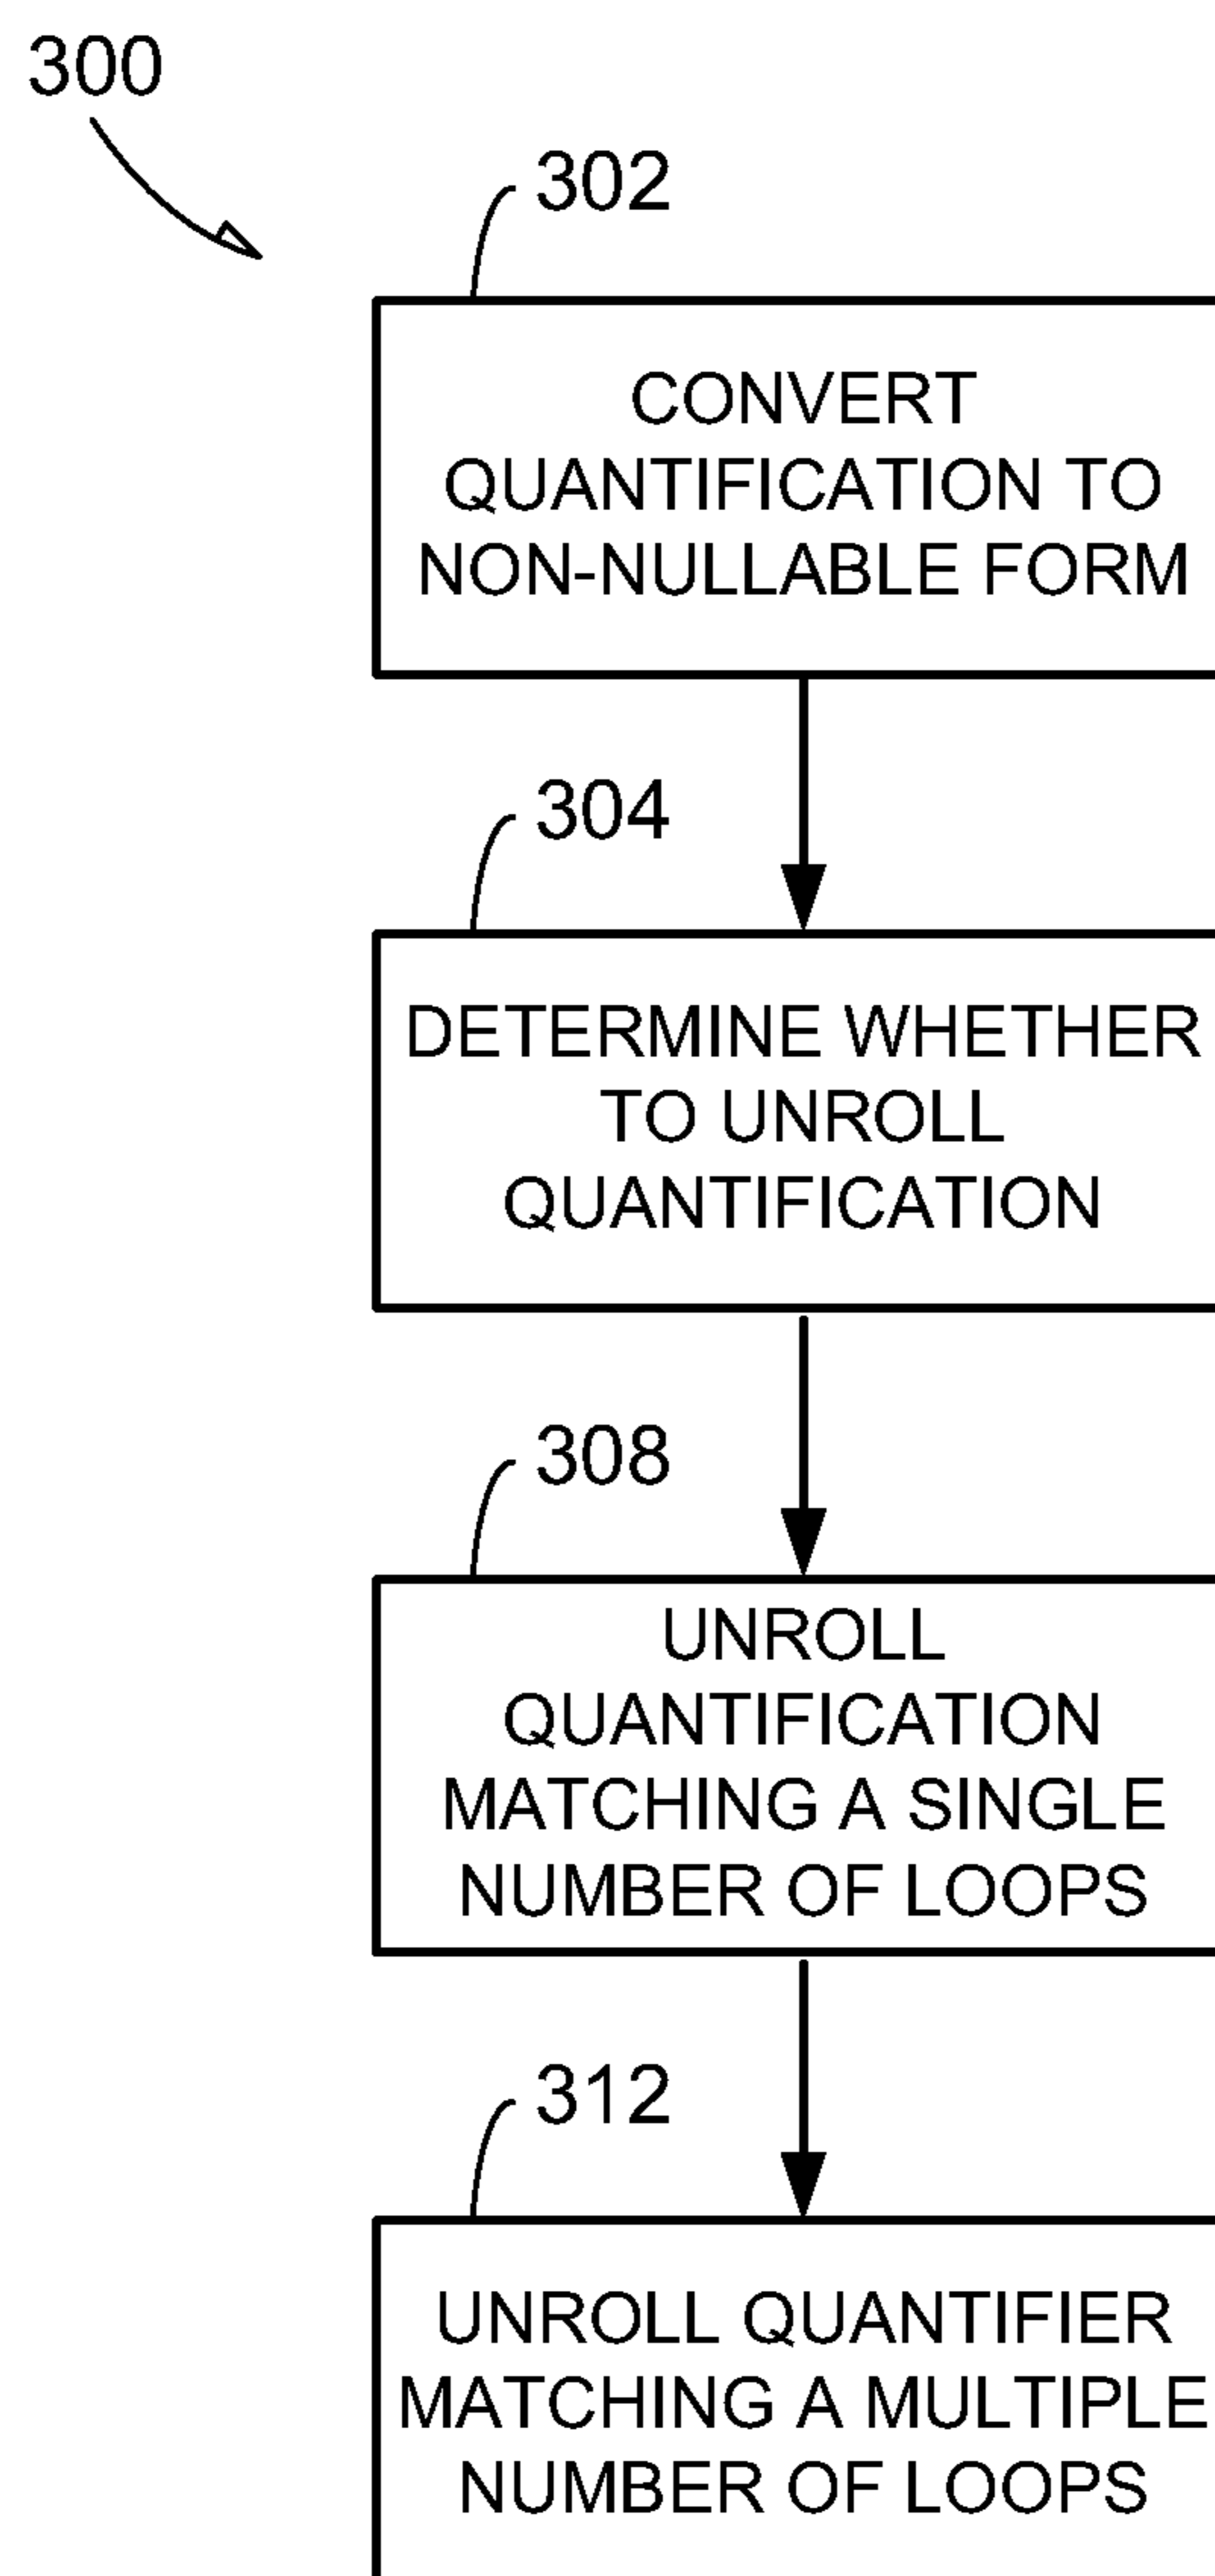 300
302
CONVERT
QUANTIFICATION TO
NON-NULLABLE FORM
304
DETERMINE WHETHER
TO UNROLL
QUANTIFICATION
308
UNROLL
QUANTIFICATION
MATCHING A SINGLE
NUMBER OF LOOPS
312
UNROLL QUANTIFIER
MATCHING A MULTIPLE
NUMBER OF LOOPS